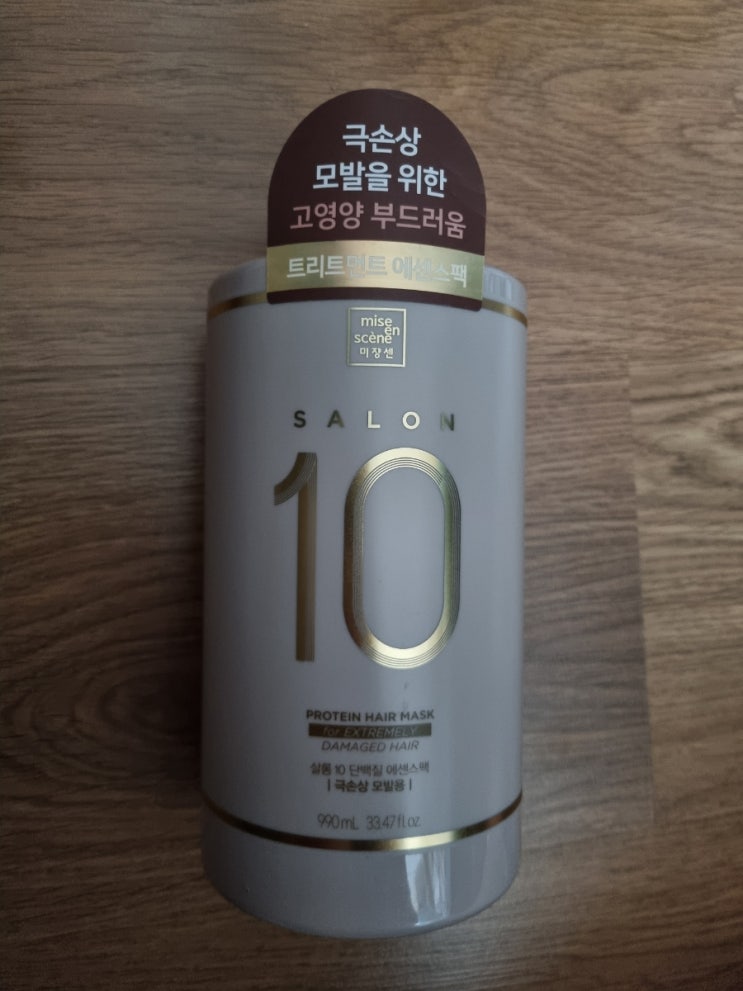 극손상
모발을 위한
고영양 부드러움
트리트먼트 에센스팩
mise
en
scène
미쟝센
SALON
10
PROTEIN HAIR MASK
for EXTREMELY
DAMAGED HAIR
살롱 10 단백질 에센스팩
| 극손상 모발용 |
990mL 33.47fl.oz.